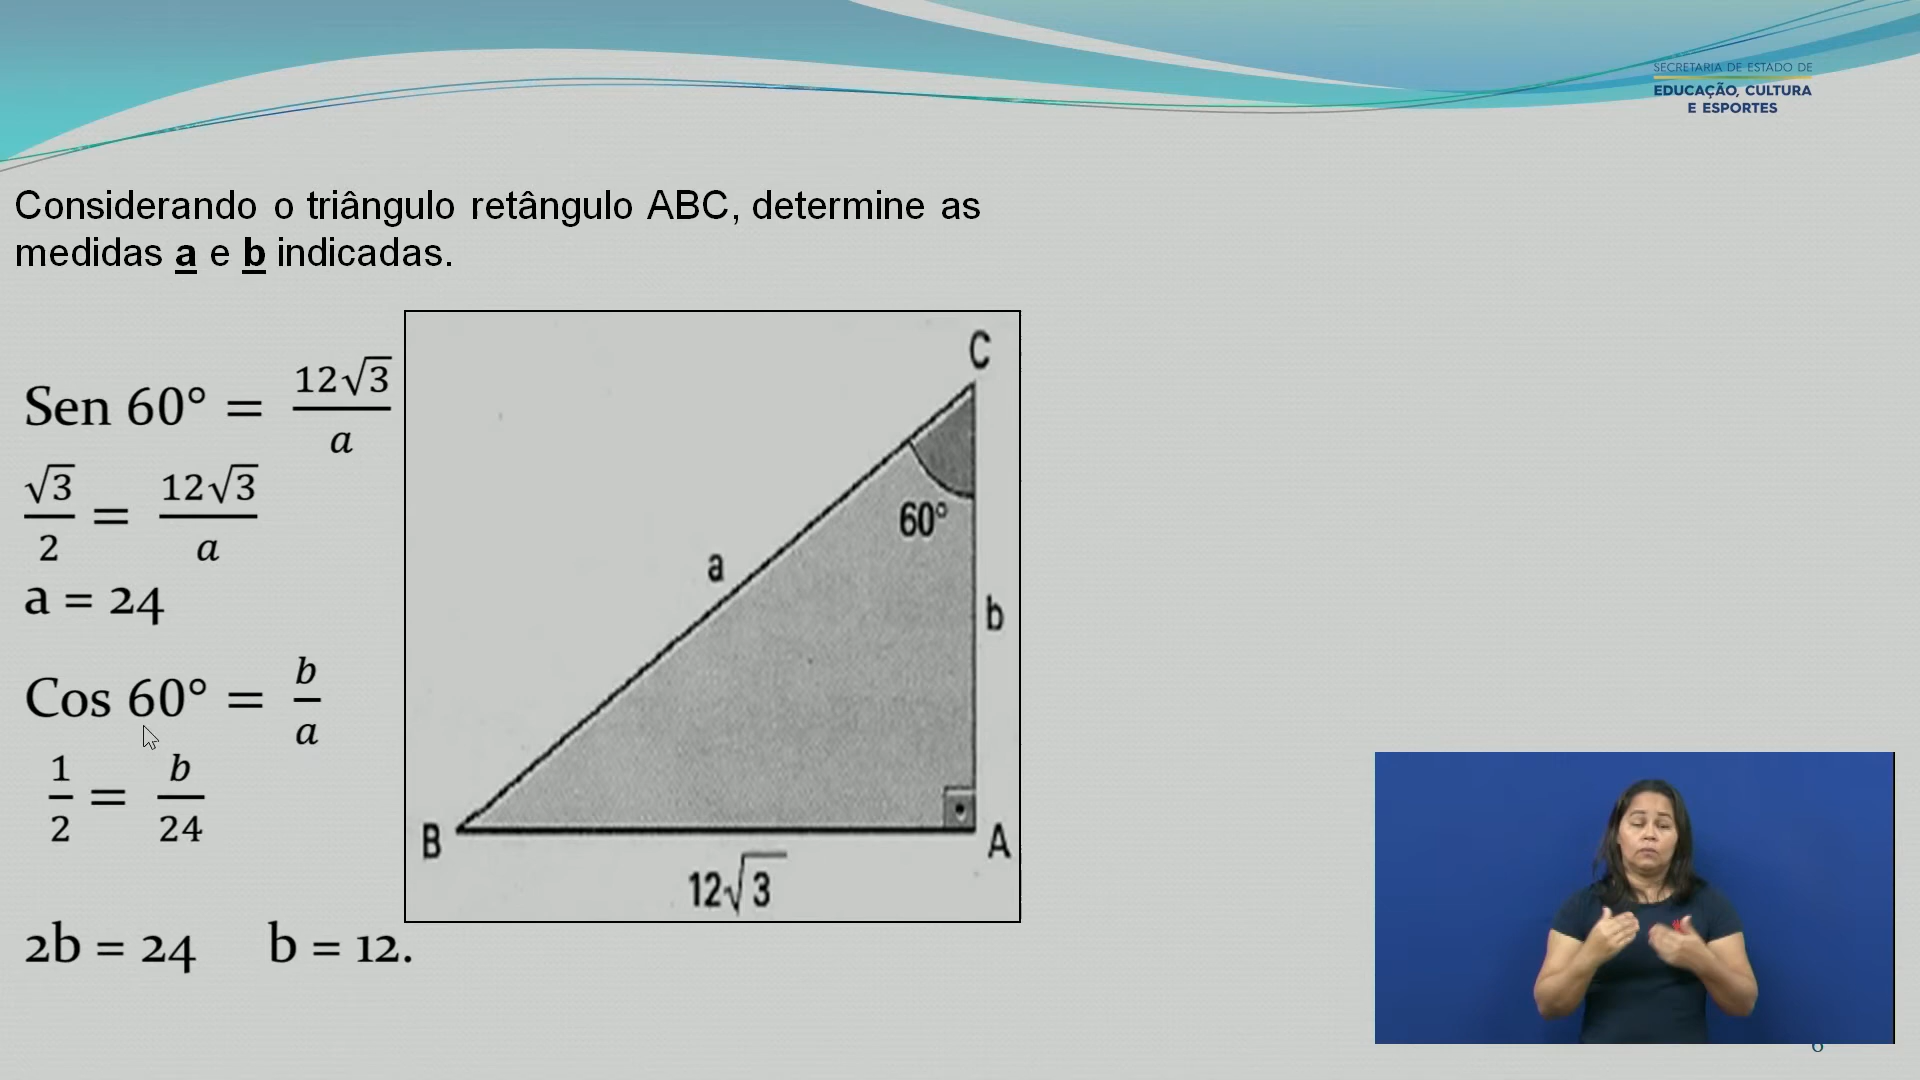 SECRETARIA DE ESTADO DE
EDUCAÇÃO, CULTURA
E ESPORTES
Considerando o triângulo retângulo ABC, determine as
medidas a e b indicadas.
Sen 60° = 12√3/a
√3/2 = 12√3/a
a = 24
Cos 60° = b/a
1/2 = b/24
2b = 24 b = 12.
C
60°
a
b
B
A
12√3
6